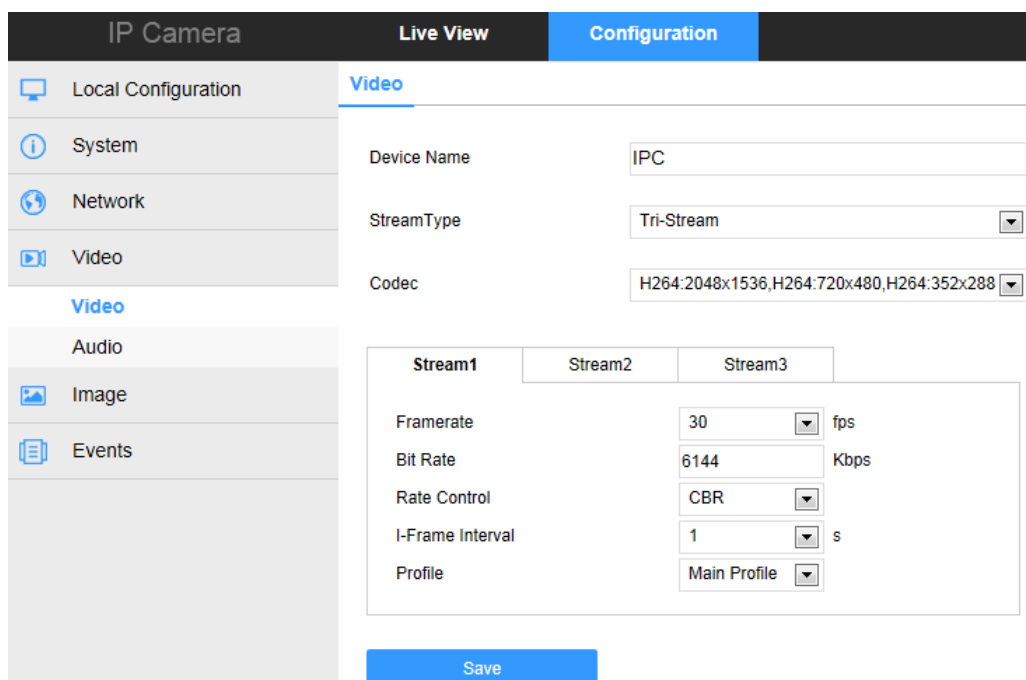 IP Camera
Live View
Configuration
Local Configuration
System
Network
Video
Video
Audio
Image
Events
Video
Device Name IPC
StreamType Tri-Stream
Codec H264:2048x1536,H264:720x480,H264:352x288
Stream1 Stream2 Stream3
Framerate 30 fps
Bit Rate 6144 Kbps
Rate Control CBR
I-Frame Interval 1 s
Profile Main Profile
Save